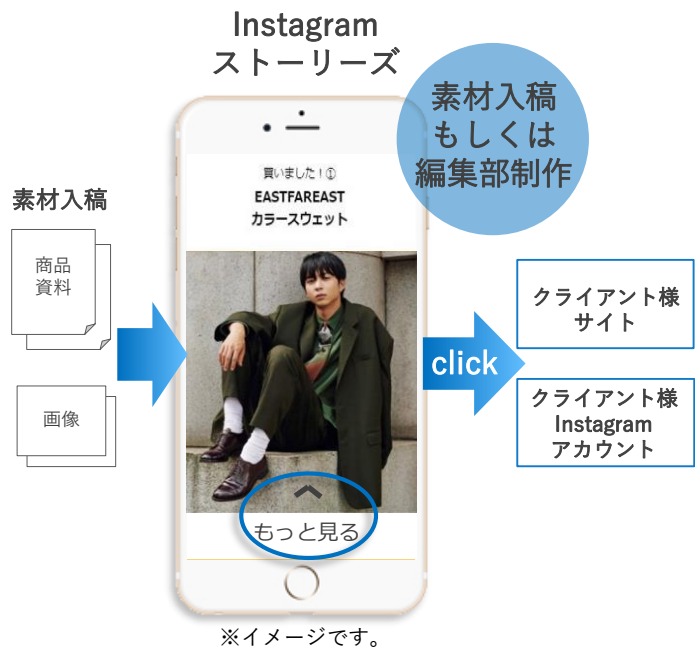 Instagram
ストーリーズ
素材入稿
もしくは
編集部制作
買いました！①
EASTFAREAST
カラースウェット
素材入稿
商品
資料
画像
click
クライアント様
サイト
クライアント様
Instagram
アカウント
もっと見る
※イメージです。